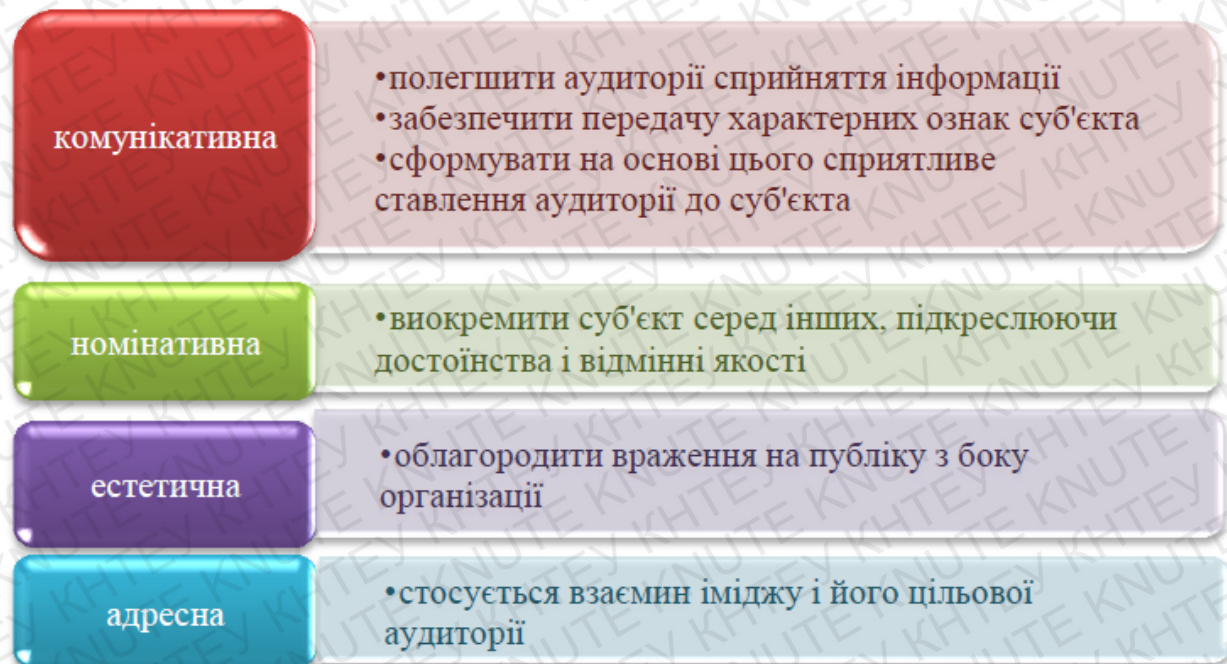 комунікативна
•полегшити аудиторії сприйняття інформації
•забезпечити передачу характерних ознак суб'єкта
•сформувати на основі цього сприятливе
ставлення аудиторії до суб'єкта
номінативна
•виокремити суб'єкт серед інших, підкреслюючи
достоїнства і відмінні якості
естетична
•облагородити враження на публіку з боку
організації
адресна
•стосується взаємин іміджу і його цільової
аудиторії